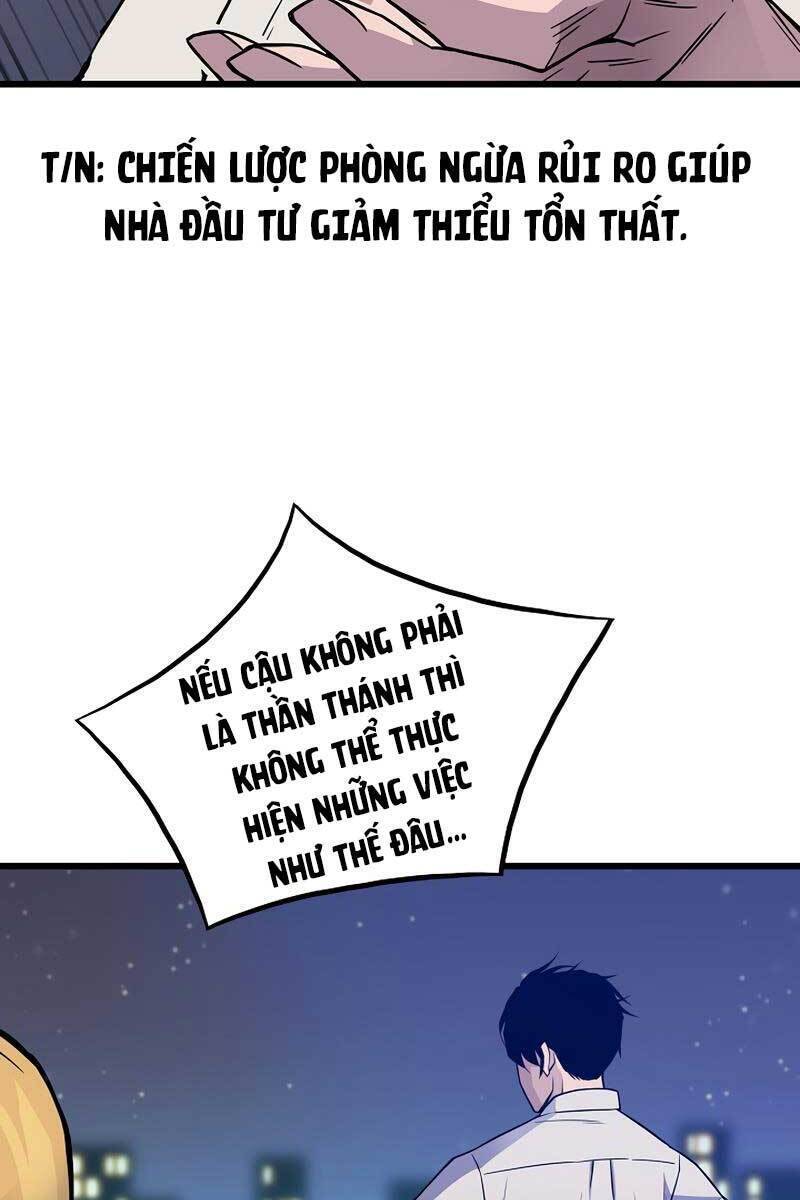 T/N: CHIẾN LƯỢC PHÒNG NGỪA RỦI RO GIÚP
NHÀ ĐẦU TƯ GIẢM THIỂU TỔN THẤT.
NẾU CẬU KHÔNG PHẢI
LÀ THẦN THÁNH THÌ
KHÔNG THỂ THỰC
HIỆN NHỮNG VIỆC
NHƯ THẾ ĐÂU...